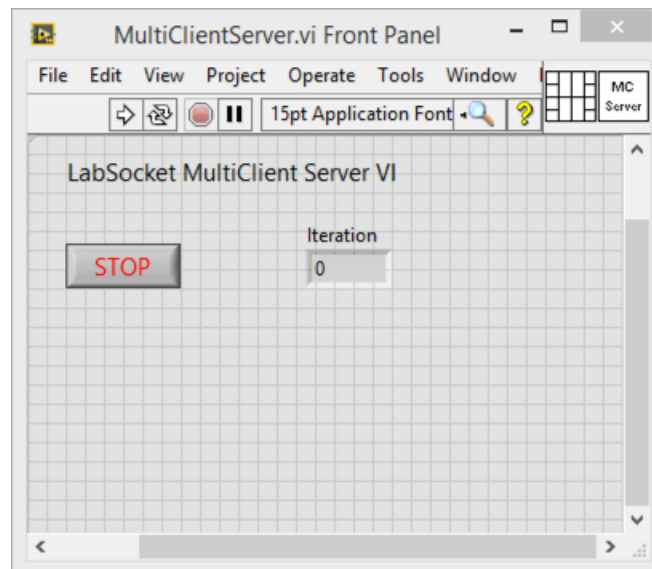 MultiClientServer.vi Front Panel
File Edit View Project Operate Tools Window
MC
Server
15pt Application Font
LabSocket MultiClient Server VI
Iteration
STOP
0